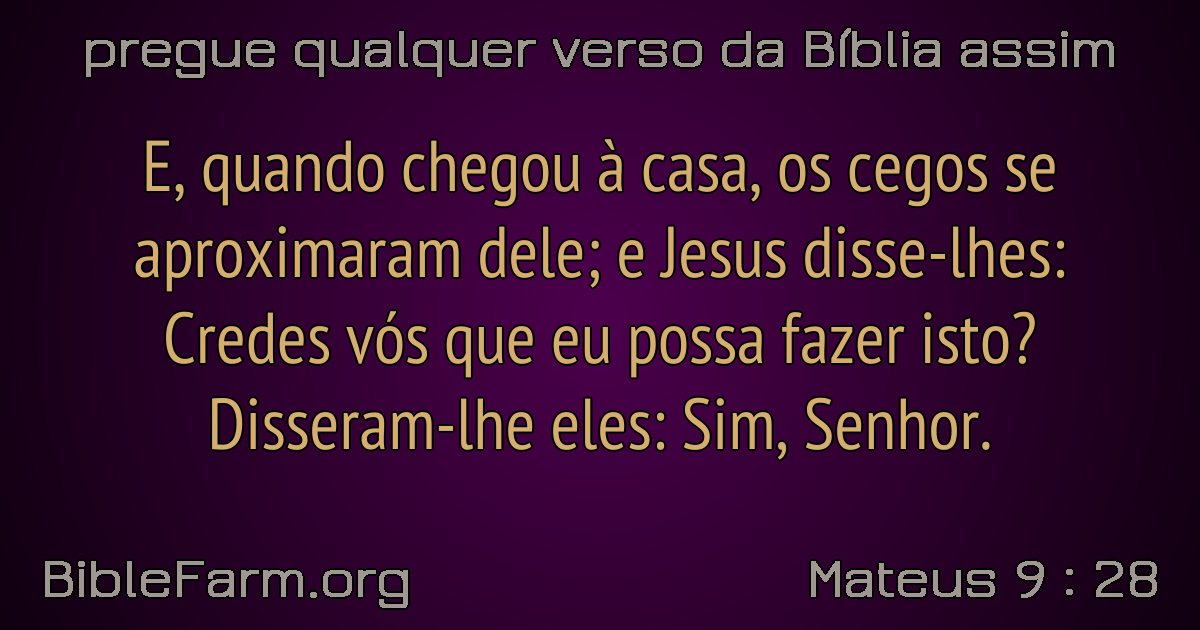 pregue qualquer verso da Bíblia assim
E, quando chegou à casa, os cegos se
aproximaram dele; e Jesus disse-lhes:
Credes vós que eu possa fazer isto?
Disseram-lhe eles: Sim, Senhor.
BibleFarm.org
Mateus 9 : 28